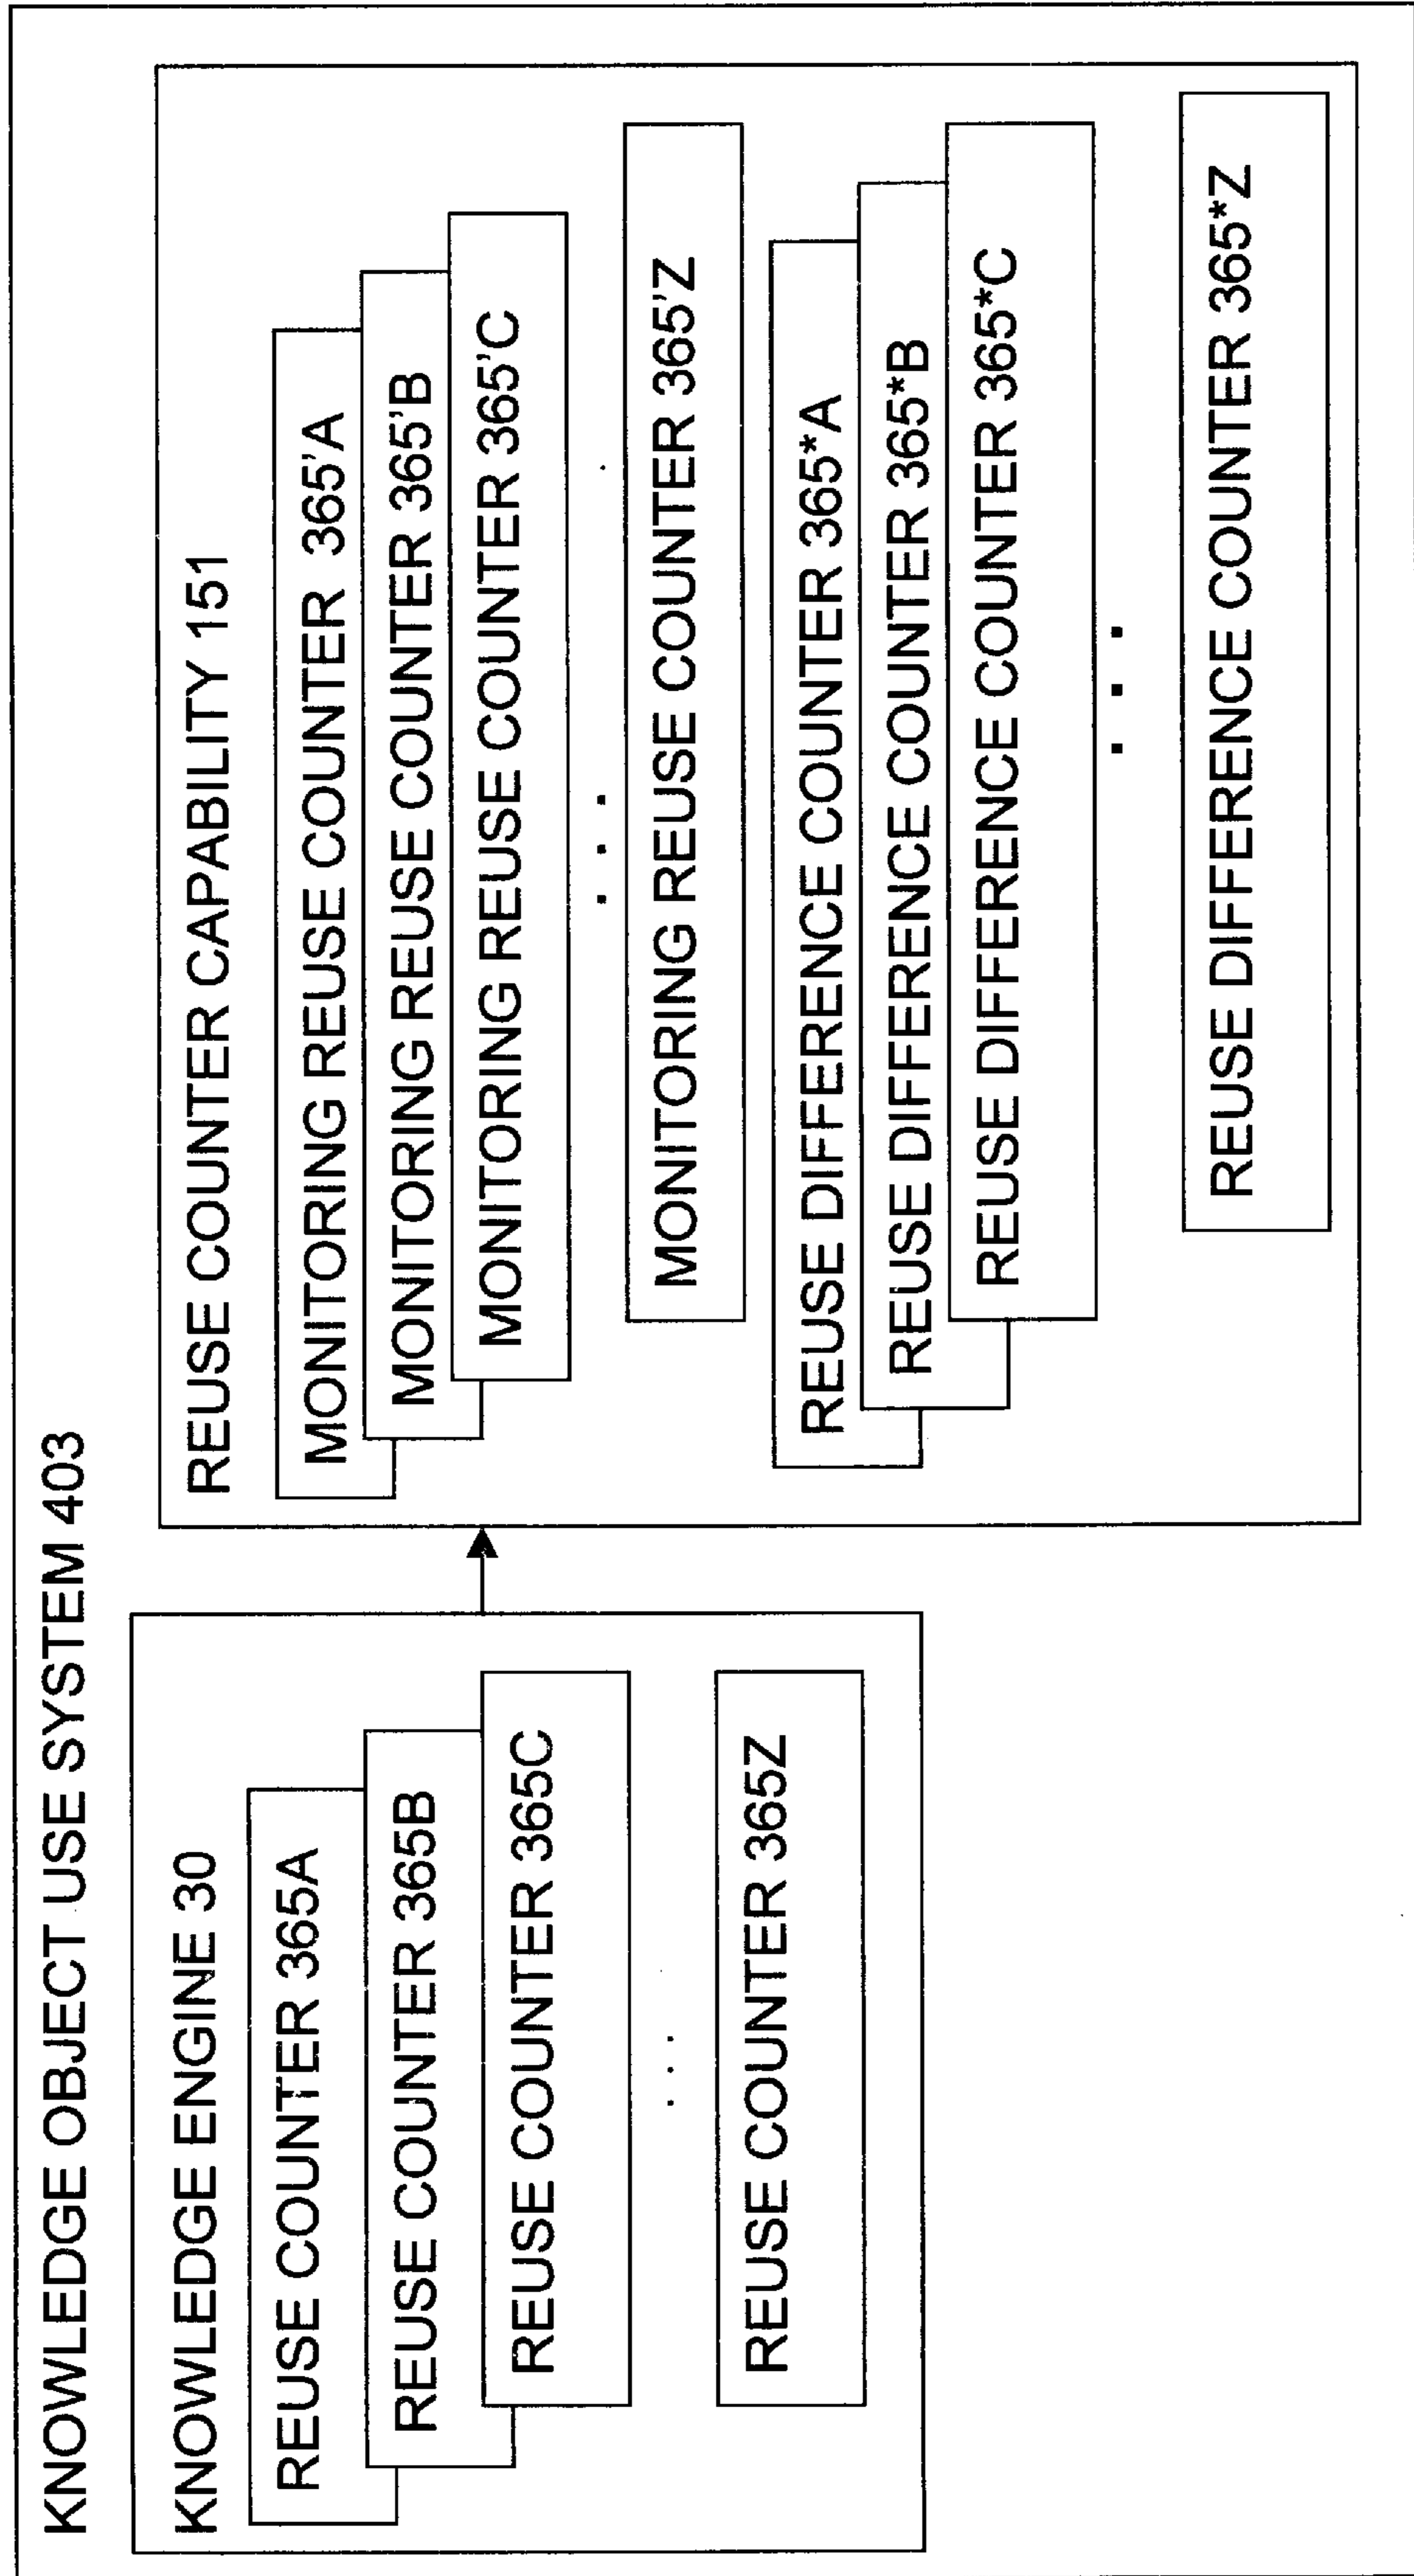 KNOWLEDGE OBJECT USE SYSTEM 403
KNOWLEDGE ENGINE 30
REUSE COUNTER 365A
REUSE COUNTER 365B
REUSE COUNTER 365C
. . .
REUSE COUNTER 365Z
REUSE COUNTER CAPABILITY 151
MONITORING REUSE COUNTER 365'A
MONITORING REUSE COUNTER 365'B
MONITORING REUSE COUNTER 365'C
. . .
MONITORING REUSE COUNTER 365'Z
REUSE DIFFERENCE COUNTER 365*A
REUSE DIFFERENCE COUNTER 365*B
REUSE DIFFERENCE COUNTER 365*C
. . .
REUSE DIFFERENCE COUNTER 365*Z